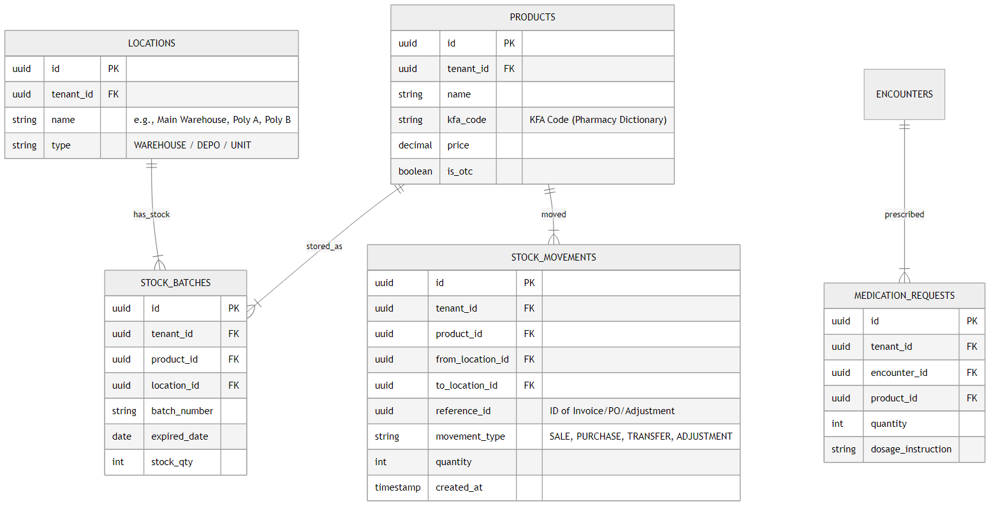 LOCATIONS
uuid id PK
uuid tenant_id FK
string name e.g., Main Warehouse, Poly A, Poly B
string type WAREHOUSE / DEPO / UNIT
PRODUCTS
uuid id PK
uuid tenant_id FK
string name
string kfa_code KFA Code (Pharmacy Dictionary)
decimal price
boolean is_otc
ENCOUNTERS
has_stock
stored_as
moved
prescribed
STOCK_BATCHES
uuid id PK
uuid tenant_id FK
uuid product_id FK
uuid location_id FK
string batch_number
date expired_date
int stock_qty
STOCK_MOVEMENTS
uuid id PK
uuid tenant_id FK
uuid product_id FK
uuid from_location_id FK
uuid to_location_id FK
uuid reference_id ID of Invoice/PO/Adjustment
string movement_type SALE, PURCHASE, TRANSFER, ADJUSTMENT
int quantity
timestamp created_at
MEDICATION_REQUESTS
uuid id PK
uuid tenant_id FK
uuid encounter_id FK
uuid product_id FK
int quantity
string dosage_instruction